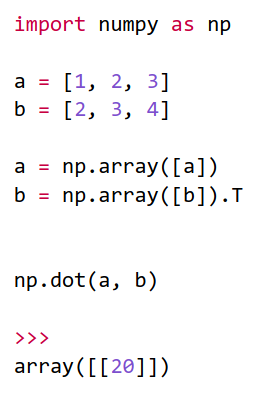 import numpy as np
a = [1, 2, 3]
b = [2, 3, 4]
a = np.array([a])
b = np.array([b]).T
np.dot(a, b)
>>>
array([[20]])